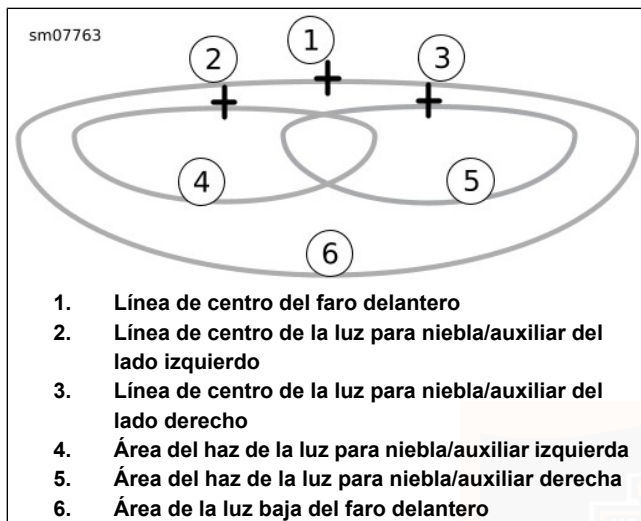 sm07763
1
2
3
4
5
6
1. Línea de centro del faro delantero
2. Línea de centro de la luz para niebla/auxiliar del
lado izquierdo
3. Línea de centro de la luz para niebla/auxiliar del
lado derecho
4. Área del haz de la luz para niebla/auxiliar izquierda
5. Área del haz de la luz para niebla/auxiliar derecha
6. Área de la luz baja del faro delantero